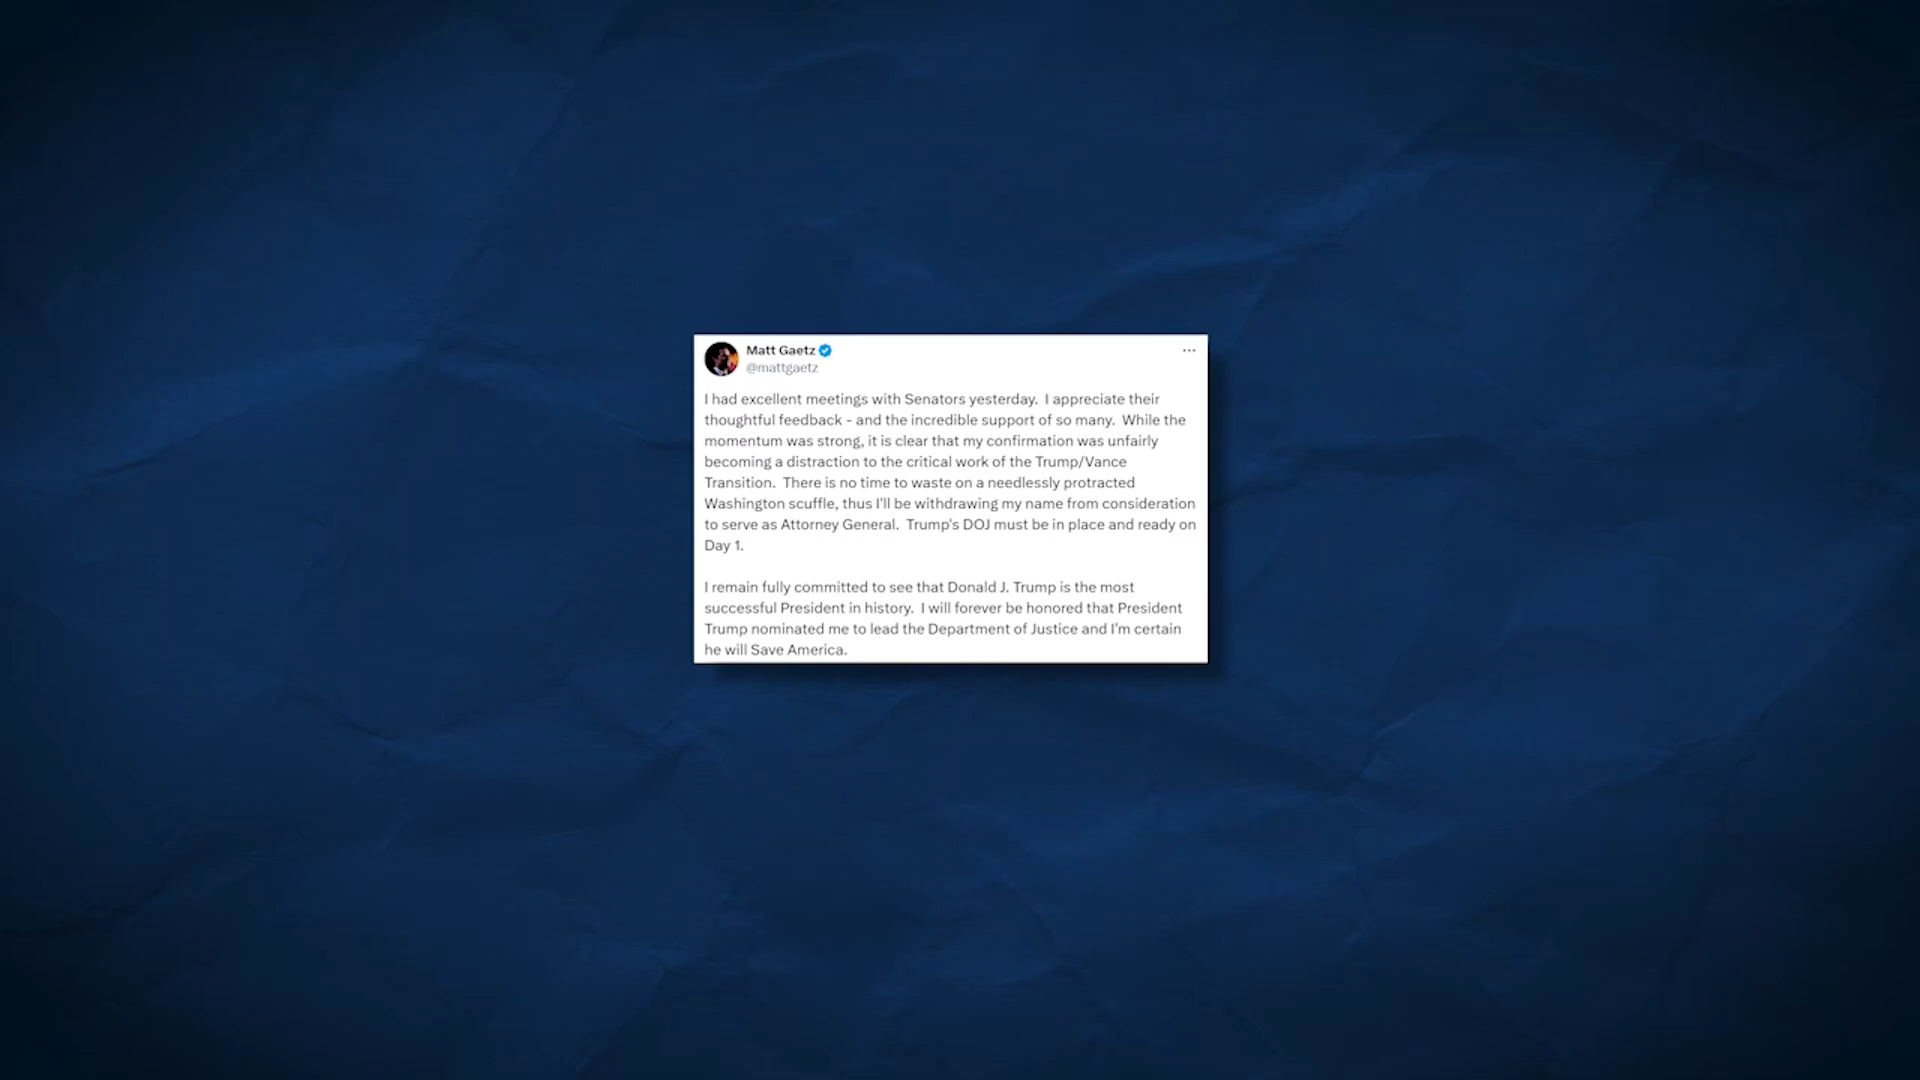 Matt Gaetz
@mattgaetz
I had excellent meetings with Senators yesterday. I appreciate their
thoughtful feedback - and the incredible support of so many. While the
momentum was strong, it is clear that my confirmation was unfairly
becoming a distraction to the critical work of the Trump/Vance
Transition. There is no time to waste on a needlessly protracted
Washington scuffle, thus I'll be withdrawing my name from consideration
to serve as Attorney General. Trump's DOJ must be in place and ready on
Day 1.
I remain fully committed to see that Donald J. Trump is the most
successful President in history. I will forever be honored that President
Trump nominated me to lead the Department of Justice and I'm certain
he will Save America.